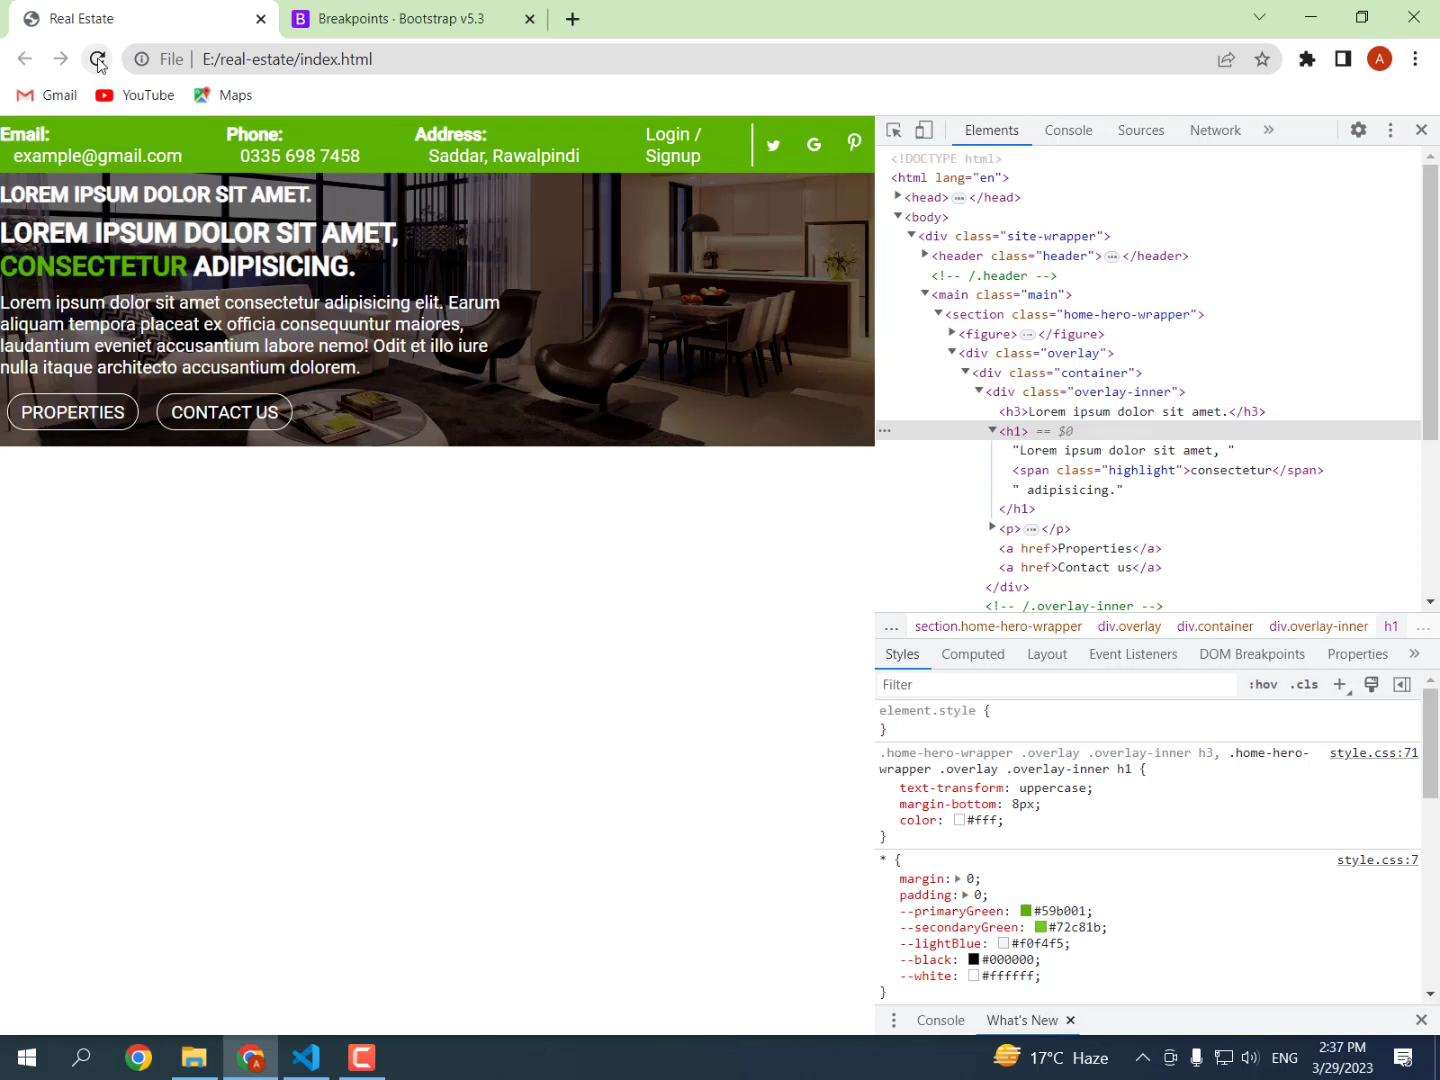 Real Estate
Breakpoints · Bootstrap v5.3
File
E:/real-estate/index.html
A
Gmail
YouTube
Maps
Email:
example@gmail.com
Phone:
0335 698 7458
Address:
Saddar, Rawalpindi
Login /
Signup
LOREM IPSUM DOLOR SIT AMET.
LOREM IPSUM DOLOR SIT AMET,
CONSECTETUR ADIPISICING.
Lorem ipsum dolor sit amet consectetur adipisicing elit. Earum
aliquam tempora placeat ex officia consequuntur maiores,
laudantium eveniet accusantium labore nemo! Odit et illo iure
nulla itaque architecto accusantium dolorem.
PROPERTIES
CONTACT US
Elements
Console
Sources
Network
<!DOCTYPE html>
<html lang="en">
<head> … </head>
<body>
<div class="site-wrapper">
<header class="header"> … </header>
<!-- /.header -->
<main class="main">
<section class="home-hero-wrapper">
<figure> … </figure>
<div class="overlay">
<div class="container">
<div class="overlay-inner">
<h3>Lorem ipsum dolor sit amet.</h3>
<h1> == $0
"Lorem ipsum dolor sit amet, "
<span class="highlight">consectetur</span>
" adipisicing."
</h1>
<p> … </p>
<a href>Properties</a>
<a href>Contact us</a>
</div>
<!-- /.overlay-inner -->
... section.home-hero-wrapper div.overlay div.container div.overlay-inner h1 ...
Styles
Computed
Layout
Event Listeners
DOM Breakpoints
Properties
Filter
:hov
.cls
element.style {
}
.home-hero-wrapper .overlay .overlay-inner h3, .home-hero-
style.css:71
wrapper .overlay .overlay-inner h1 {
text-transform: uppercase;
margin-bottom: 8px;
color: #fff;
}
* {
style.css:7
margin: 0;
padding: 0;
--primaryGreen: #59b001;
--secondaryGreen: #72c81b;
--lightBlue: #f0f4f5;
--black: #000000;
--white: #ffffff;
}
Console
What's New
17°C Haze
ENG
2:37 PM
3/29/2023